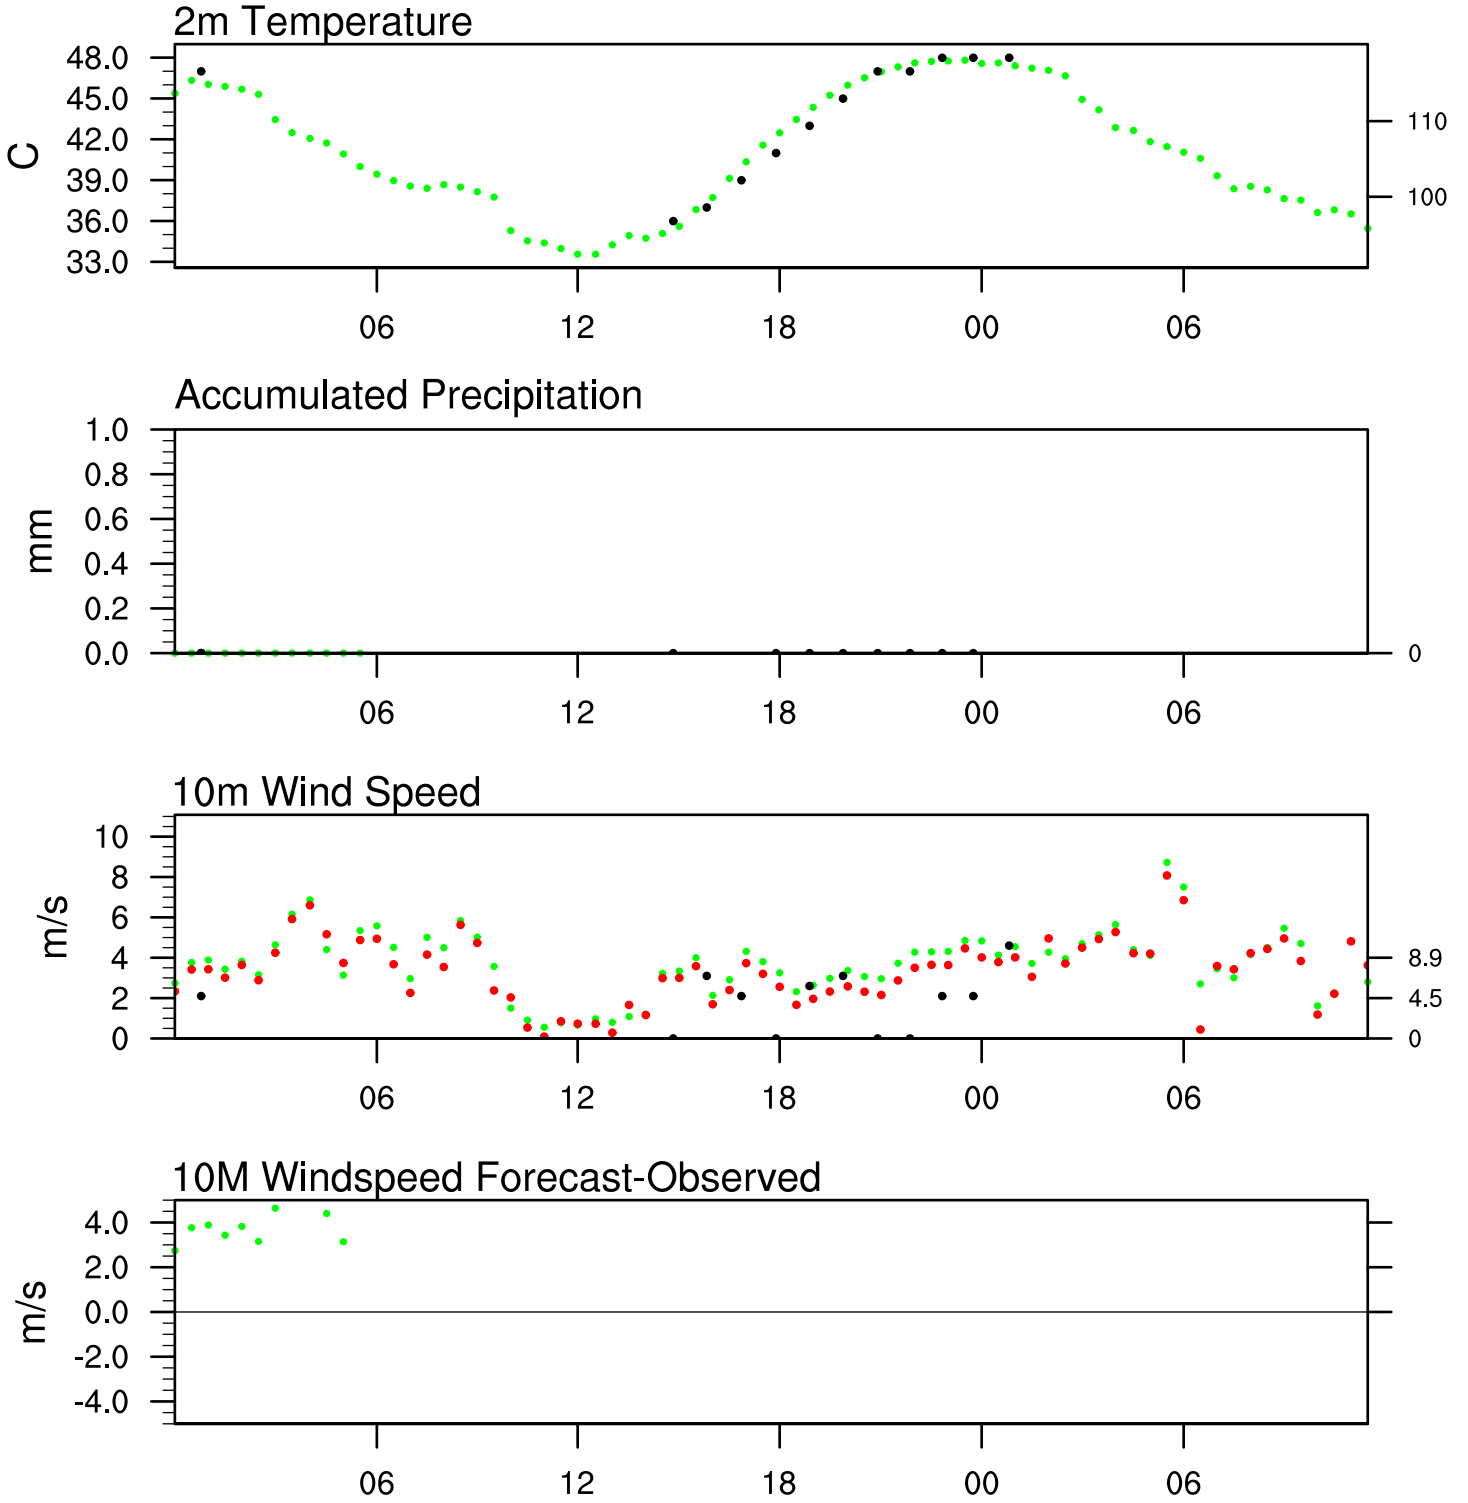 2m Temperature
48.0
45.0
42.0
39.0
36.0
33.0
C
110
100
06 12 18 00 06
Accumulated Precipitation
1.0
0.8
0.6
0.4
0.2
0.0
mm
0
06 12 18 00 06
10m Wind Speed
10
8
6
4
2
0
m/s
8.9
4.5
0
06 12 18 00 06
10M Windspeed Forecast-Observed
4.0
2.0
0.0
-2.0
-4.0
m/s
06 12 18 00 06